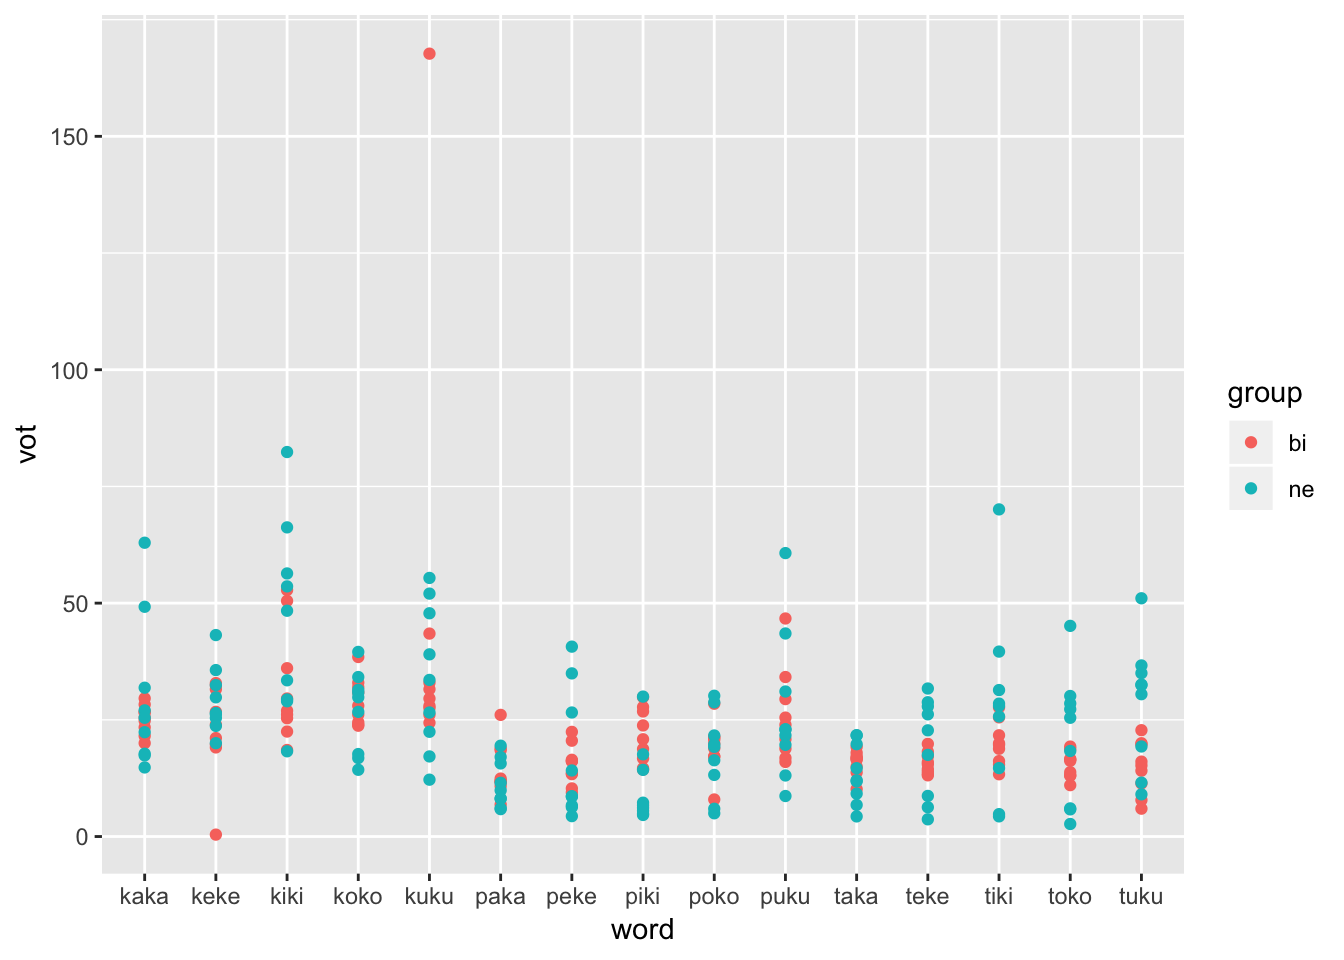 150
100
50
0
vot
kaka keke kiki koko kuku paka peke piki poko puku taka teke tiki toko tuku
word
group
bi
ne